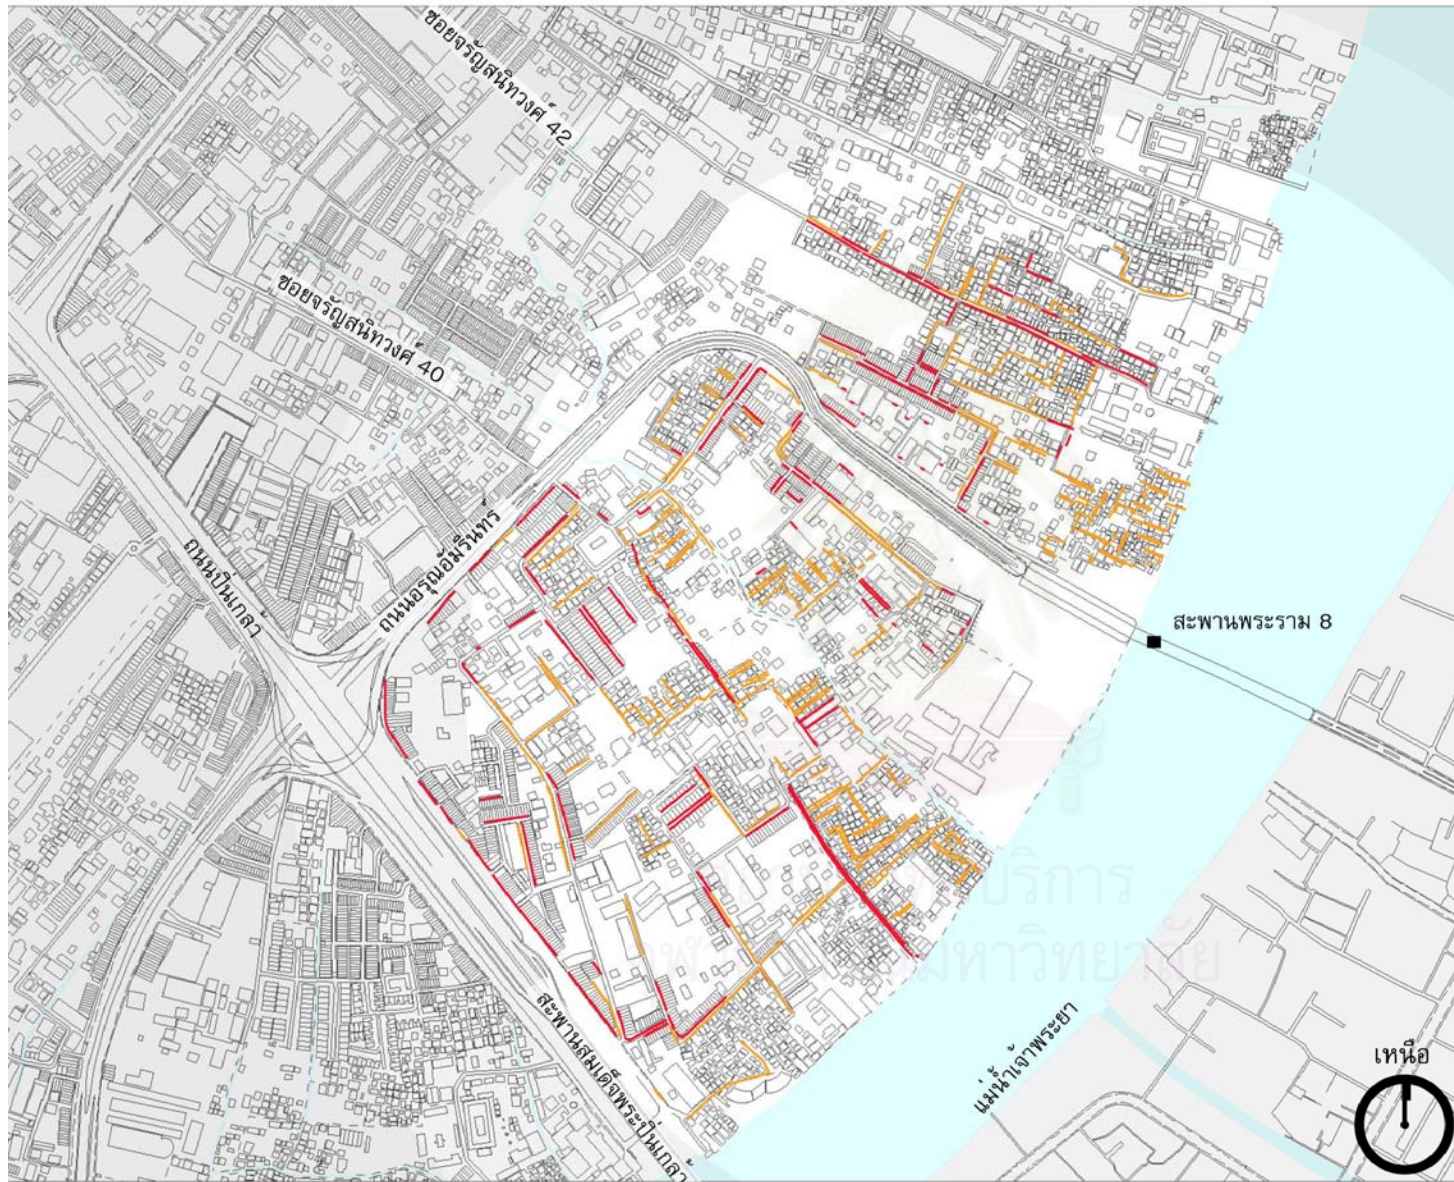 ซอยจรัญสนิทวงศ์ 42
ซอยจรัญสนิทวงศ์ 40
ถนนอรุณอัมรินทร์
ถนนปิ่นเกล้า
สะพานพระราม 8
สะพานสมเด็จพระปิ่นเกล้า
แม่น้ำเจ้าพระยา
เหนือ